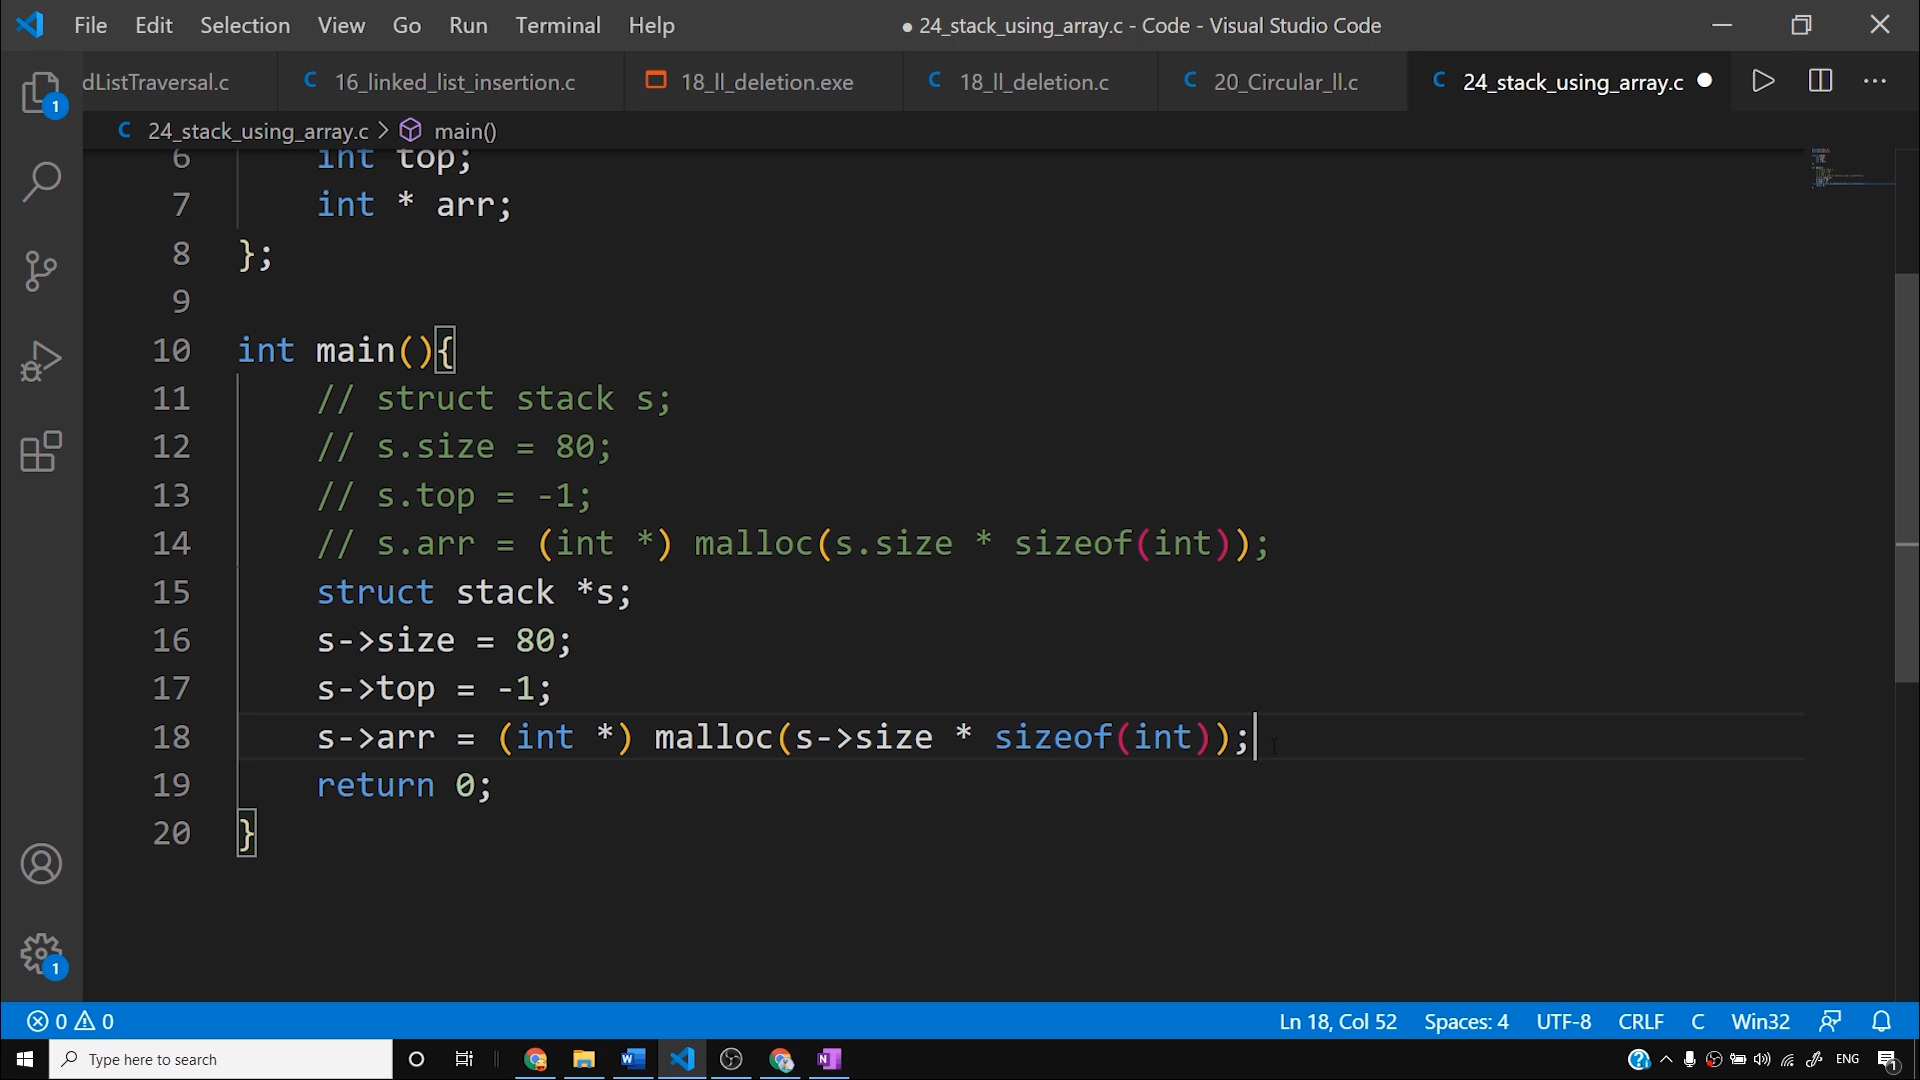 File Edit Selection View Go Run Terminal Help ● 24_stack_using_array.c - Code - Visual Studio Code
1 dListTraversal.c C 16_linked_list_insertion.c 18_ll_deletion.exe C 18_ll_deletion.c C 20_Circular_ll.c C 24_stack_using_array.c ● ...
C 24_stack_using_array.c > main()
6 int top;
7 int * arr;
8 };
9
10 int main(){
11 // struct stack s;
12 // s.size = 80;
13 // s.top = -1;
14 // s.arr = (int *) malloc(s.size * sizeof(int));
15 struct stack *s;
16 s->size = 80;
17 s->top = -1;
18 s->arr = (int *) malloc(s->size * sizeof(int));
19 return 0;
20 }
1
0 0 Ln 18, Col 52 Spaces: 4 UTF-8 CRLF C Win32
Type here to search W N ? ENG 1